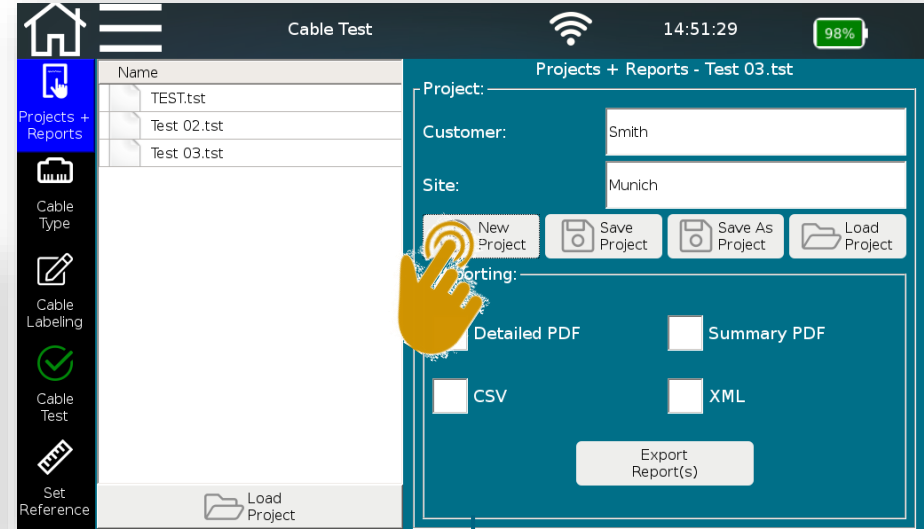 Cable Test
14:51:29
98%
Projects +
Reports
Cable
Type
Cable
Labeling
Cable
Test
Set
Reference
Name
TEST.tst
Test 02.tst
Test 03.tst
Load
Project
Projects + Reports - Test 03.tst
Project:
Customer:
Smith
Site:
Munich
New
Project
Save
Project
Save As
Project
Load
Project
porting:
Detailed PDF
Summary PDF
CSV
XML
Export
Report(s)